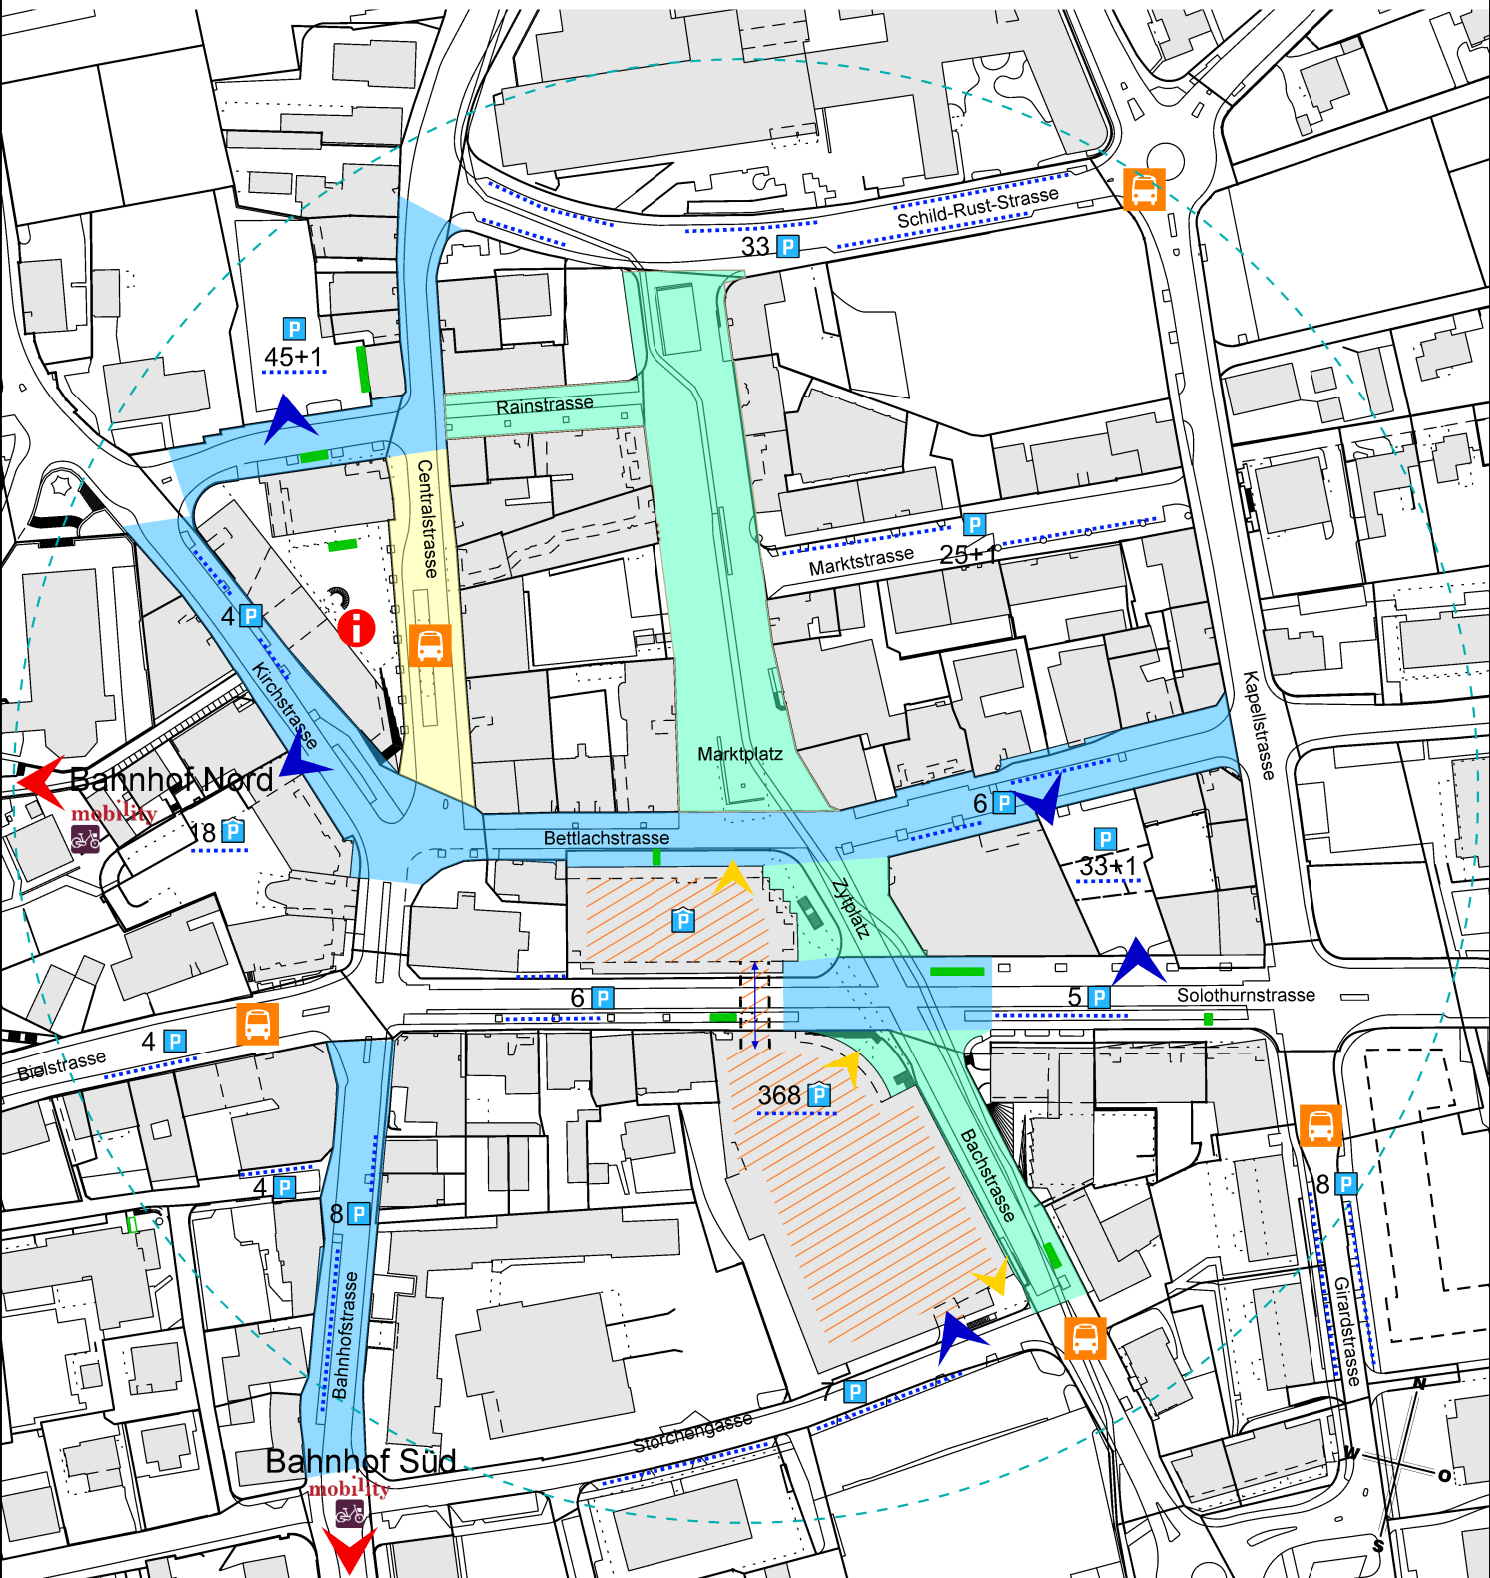 Schild-Rust-Strasse
33 P
P
45+1
Rainstrasse
Centralstrasse
P
Marktstrasse
25+1
4 P
i
Kirchstrasse
Kapellstrasse
Marktplatz
Bahnhof Nord
mobility
18 P
6 P
Bettlachstrasse
P
33+1
Zytplatz
P
6 P
5 P
Solothurnstrasse
4 P
Bielstrasse
368 P
Bachstrasse
4 P
8 P
8 P
Bahnhofstrasse
Girardstrasse
7 P
Storchengasse
N
W
O
S
Bahnhof Süd
mobility